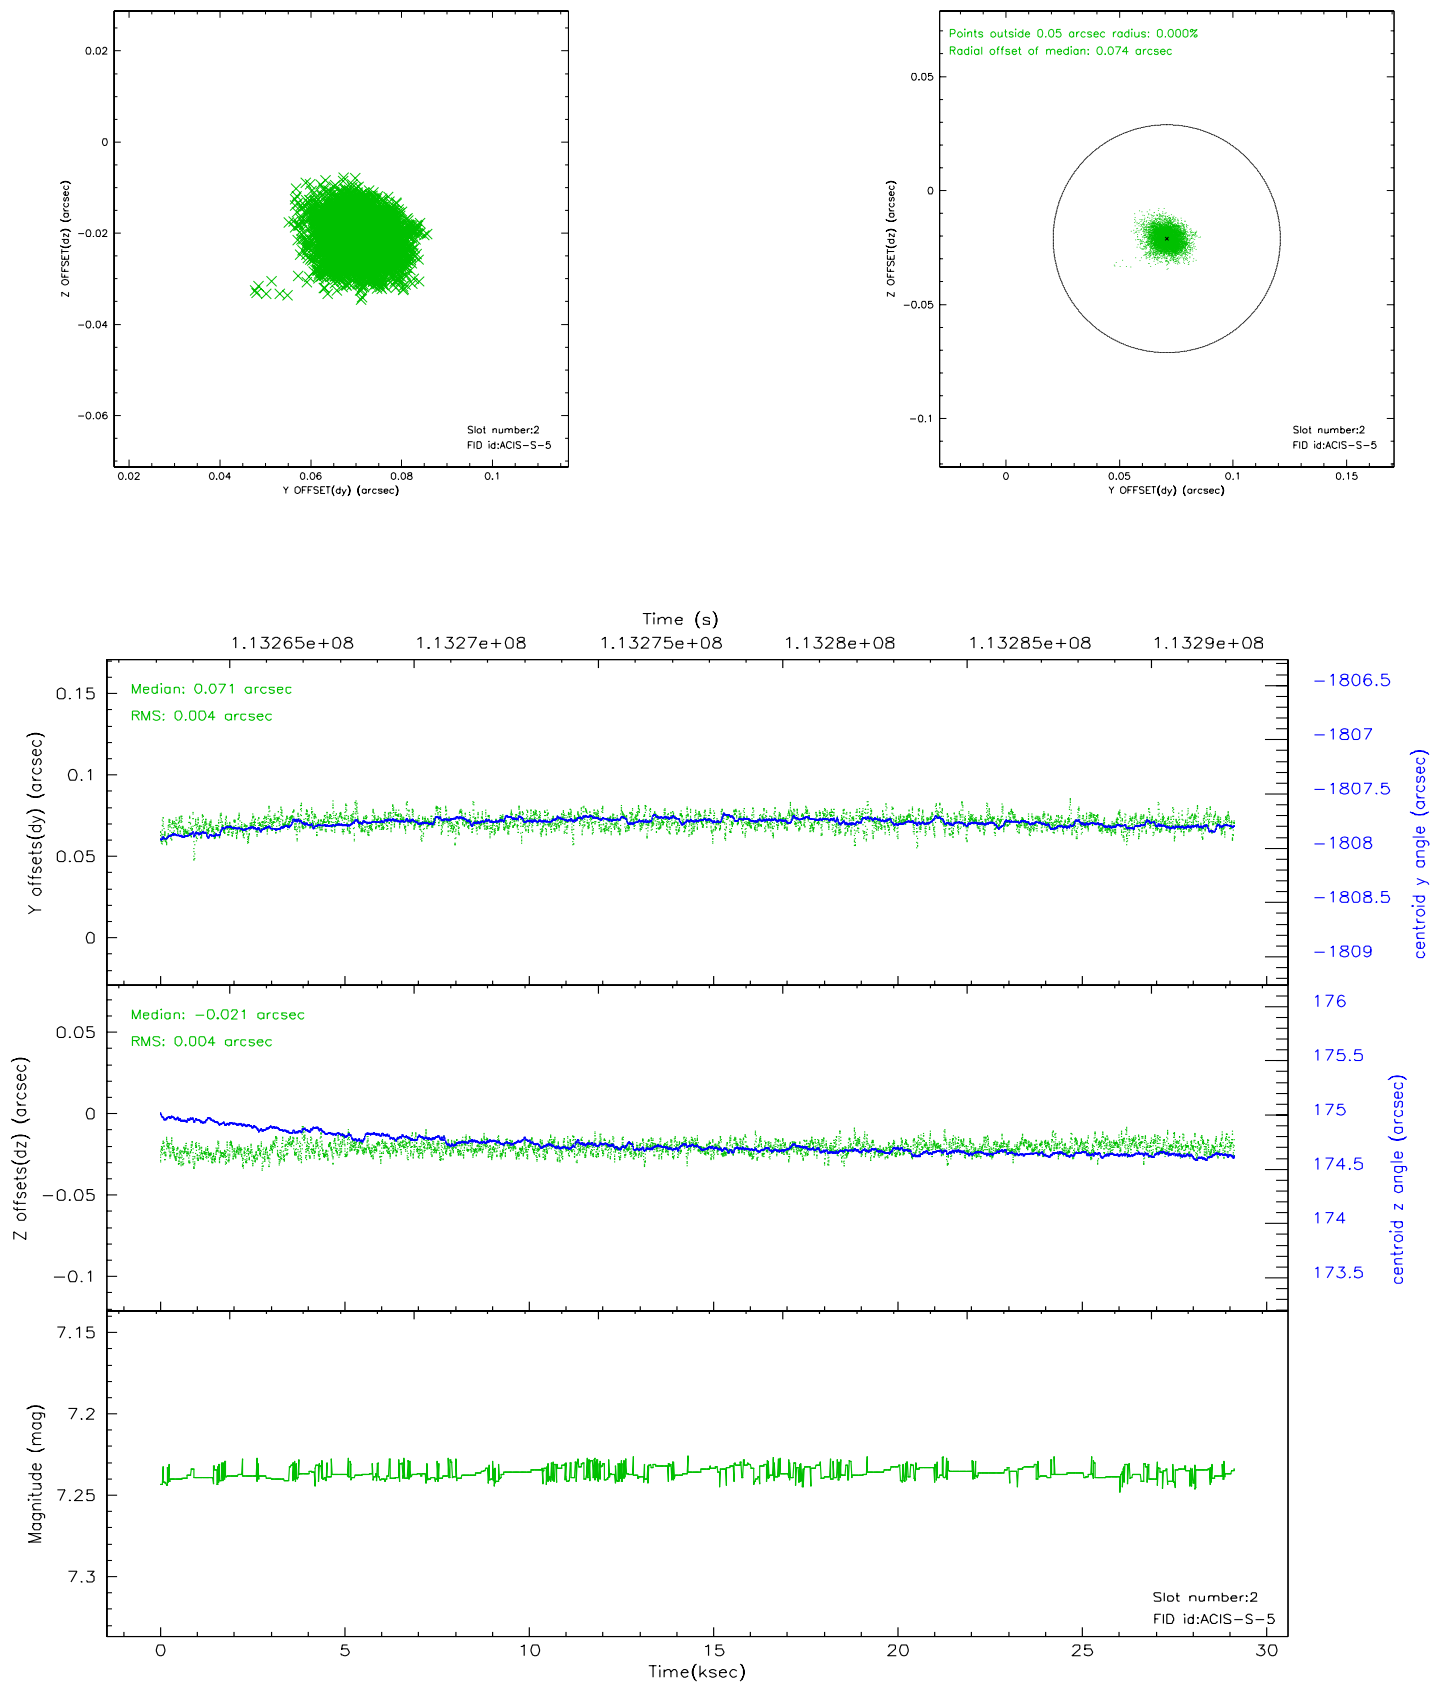 0.02
0
−0.02
−0.04
−0.06
Z OFFSET(dz) (arcsec)
0.02
0.04
0.06
0.08
0.1
Y OFFSET(dy) (arcsec)
Slot number:2
FID id:ACIS−S−5
Points outside 0.05 arcsec radius: 0.000%
Radial offset of median: 0.074 arcsec
0.05
0
−0.05
−0.1
Z OFFSET(dz) (arcsec)
0
0.05
0.1
0.15
Y OFFSET(dy) (arcsec)
Slot number:2
FID id:ACIS−S−5
Time (s)
1.13265e+08
1.1327e+08
1.13275e+08
1.1328e+08
1.13285e+08
1.1329e+08
Median: 0.071 arcsec
RMS: 0.004 arcsec
0.15
0.1
0.05
0
Y offsets(dy) (arcsec)
−1806.5
−1807
−1807.5
−1808
−1808.5
−1809
centroid y angle (arcsec)
Median: −0.021 arcsec
RMS: 0.004 arcsec
0.05
0
−0.05
−0.1
Z offsets(dz) (arcsec)
176
175.5
175
174.5
174
173.5
centroid z angle (arcsec)
7.15
7.2
7.25
7.3
Magnitude (mag)
Slot number:2
FID id:ACIS−S−5
0
5
10
15
20
25
30
Time(ksec)